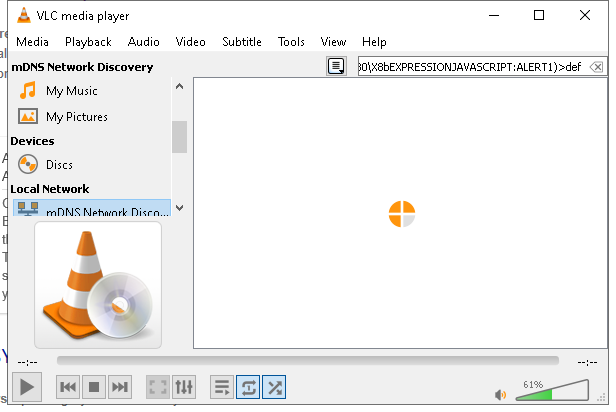 VLC media player
Media Playback Audio Video Subtitle Tools View Help
mDNS Network Discovery
30\X8bEXPRESSIONJAVASCRIPT:ALERT1)>def
My Music
My Pictures
Devices
Discs
Local Network
mDNS Network Disco...
--:--
--:--
61%